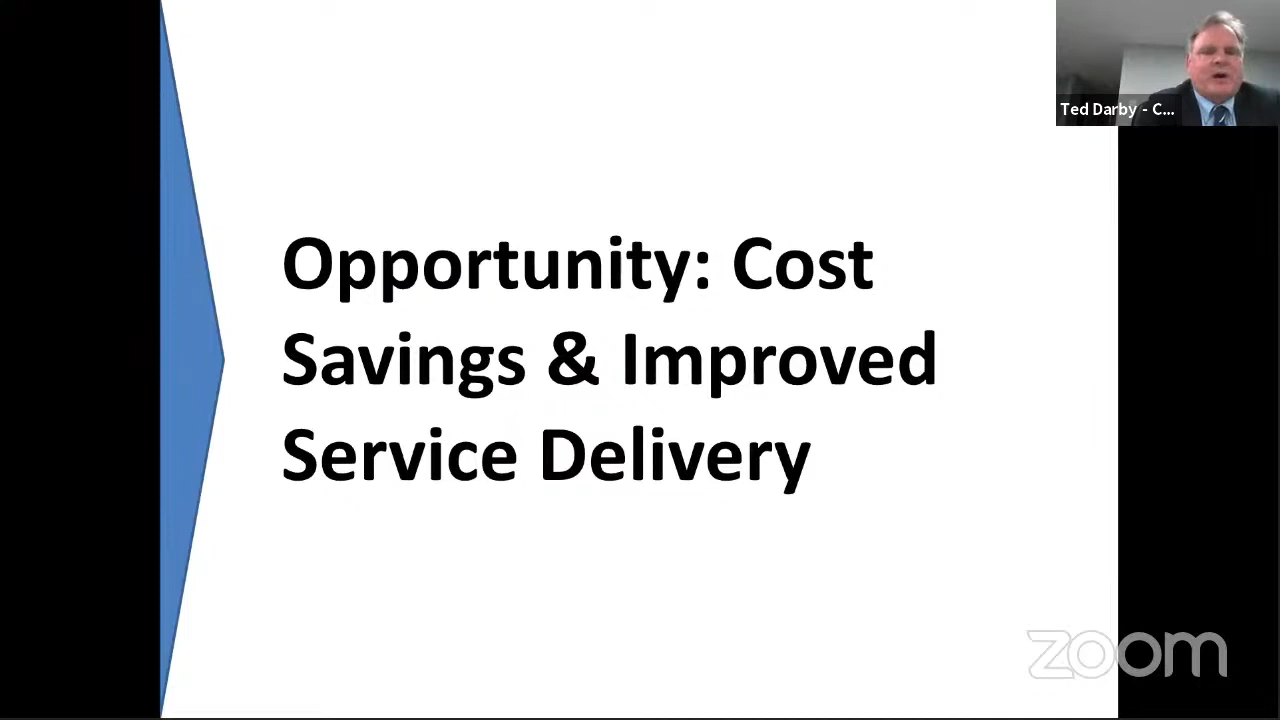 Ted Darby - C...
Opportunity: Cost
Savings & Improved
Service Delivery
zoom